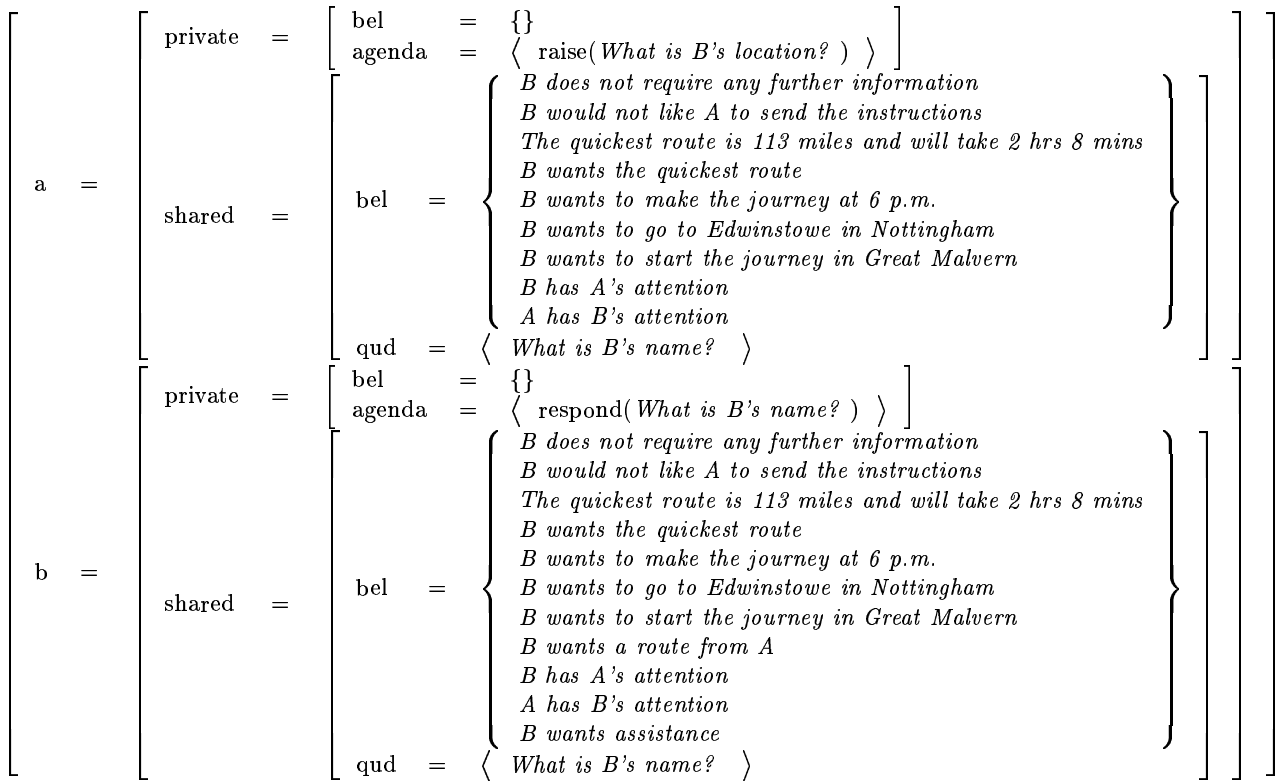 private = bel = {}
agenda = ⟨ raise(What is B's location? ) ⟩
B does not require any further information
B would not like A to send the instructions
The quickest route is 113 miles and will take 2 hrs 8 mins
B wants the quickest route
a =
shared = bel = B wants to make the journey at 6 p.m.
B wants to go to Edwinstowe in Nottingham
B wants to start the journey in Great Malvern
B has A's attention
A has B's attention
qud = ⟨ What is B's name? ⟩
private = bel = {}
agenda = ⟨ respond(What is B's name? ) ⟩
B does not require any further information
B would not like A to send the instructions
The quickest route is 113 miles and will take 2 hrs 8 mins
B wants the quickest route
B wants to make the journey at 6 p.m.
b =
shared = bel = B wants to go to Edwinstowe in Nottingham
B wants to start the journey in Great Malvern
B wants a route from A
B has A's attention
A has B's attention
B wants assistance
qud = ⟨ What is B's name? ⟩